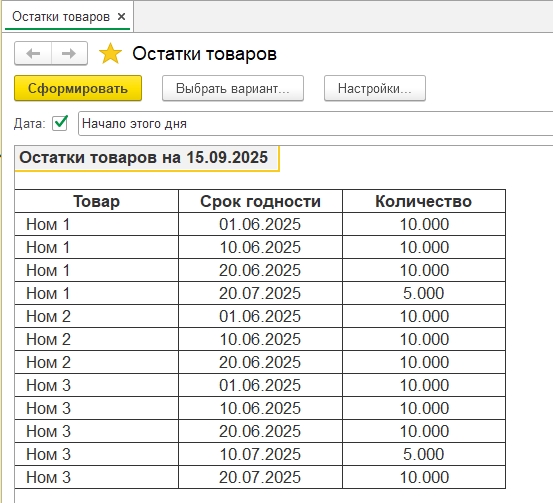 Остатки товаров ×
Остатки товаров
Сформировать Выбрать вариант... Настройки...
Дата: Начало этого дня
Остатки товаров на 15.09.2025
Товар Срок годности Количество
Ном 1 01.06.2025 10.000
Ном 1 10.06.2025 10.000
Ном 1 20.06.2025 10.000
Ном 1 20.07.2025 5.000
Ном 2 01.06.2025 10.000
Ном 2 10.06.2025 10.000
Ном 2 20.06.2025 10.000
Ном 3 01.06.2025 10.000
Ном 3 10.06.2025 10.000
Ном 3 20.06.2025 10.000
Ном 3 10.07.2025 5.000
Ном 3 20.07.2025 10.000